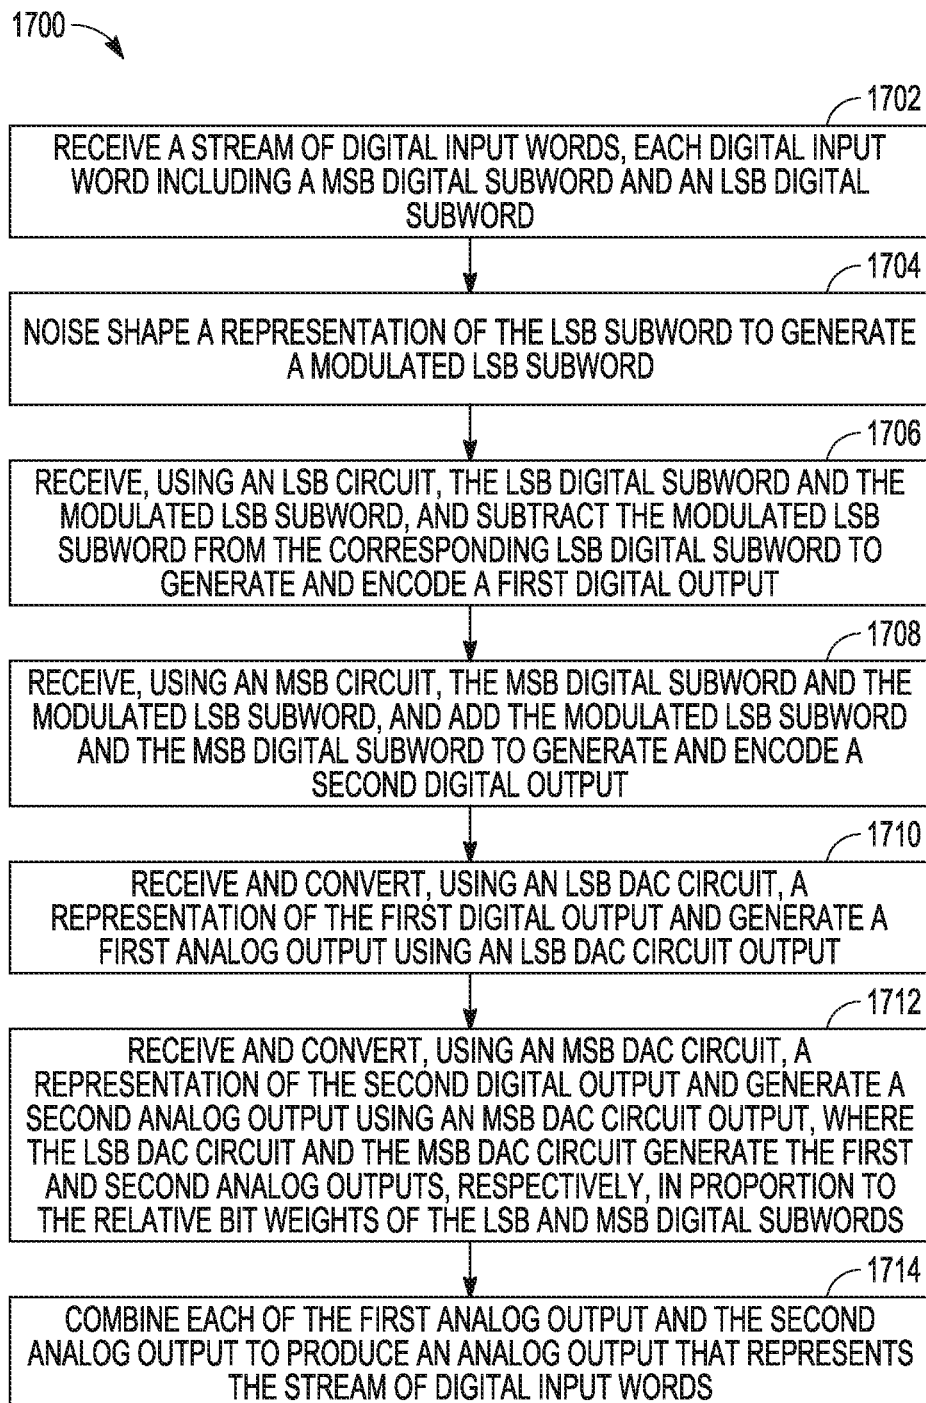 1700
1702
RECEIVE A STREAM OF DIGITAL INPUT WORDS, EACH DIGITAL INPUT
WORD INCLUDING A MSB DIGITAL SUBWORD AND AN LSB DIGITAL
SUBWORD
1704
NOISE SHAPE A REPRESENTATION OF THE LSB SUBWORD TO GENERATE
A MODULATED LSB SUBWORD
1706
RECEIVE, USING AN LSB CIRCUIT, THE LSB DIGITAL SUBWORD AND THE
MODULATED LSB SUBWORD, AND SUBTRACT THE MODULATED LSB
SUBWORD FROM THE CORRESPONDING LSB DIGITAL SUBWORD TO
GENERATE AND ENCODE A FIRST DIGITAL OUTPUT
1708
RECEIVE, USING AN MSB CIRCUIT, THE MSB DIGITAL SUBWORD AND THE
MODULATED LSB SUBWORD, AND ADD THE MODULATED LSB SUBWORD
AND THE MSB DIGITAL SUBWORD TO GENERATE AND ENCODE A
SECOND DIGITAL OUTPUT
1710
RECEIVE AND CONVERT, USING AN LSB DAC CIRCUIT, A
REPRESENTATION OF THE FIRST DIGITAL OUTPUT AND GENERATE A
FIRST ANALOG OUTPUT USING AN LSB DAC CIRCUIT OUTPUT
1712
RECEIVE AND CONVERT, USING AN MSB DAC CIRCUIT, A
REPRESENTATION OF THE SECOND DIGITAL OUTPUT AND GENERATE A
SECOND ANALOG OUTPUT USING AN MSB DAC CIRCUIT OUTPUT, WHERE
THE LSB DAC CIRCUIT AND THE MSB DAC CIRCUIT GENERATE THE FIRST
AND SECOND ANALOG OUTPUTS, RESPECTIVELY, IN PROPORTION TO
THE RELATIVE BIT WEIGHTS OF THE LSB AND MSB DIGITAL SUBWORDS
1714
COMBINE EACH OF THE FIRST ANALOG OUTPUT AND THE SECOND
ANALOG OUTPUT TO PRODUCE AN ANALOG OUTPUT THAT REPRESENTS
THE STREAM OF DIGITAL INPUT WORDS